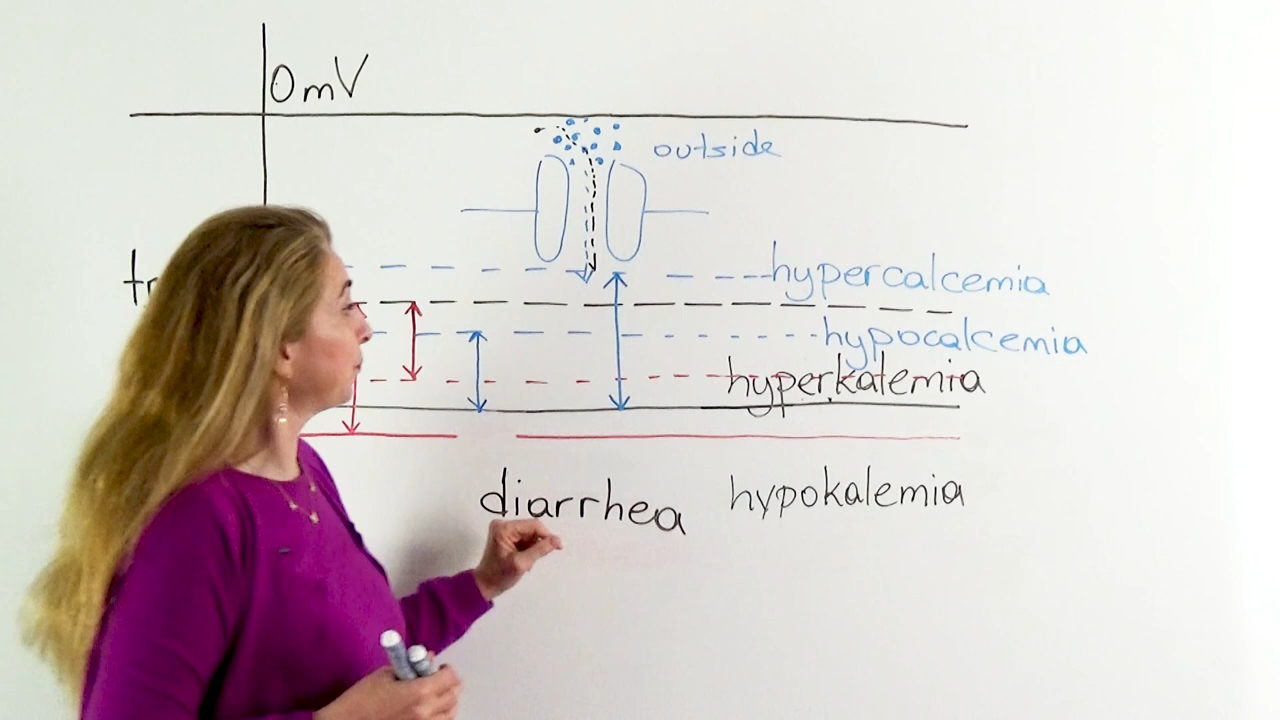 0mV
outside
hypercalcemia
hypocalcemia
hyperkalemia
hypokalemia
diarrhea